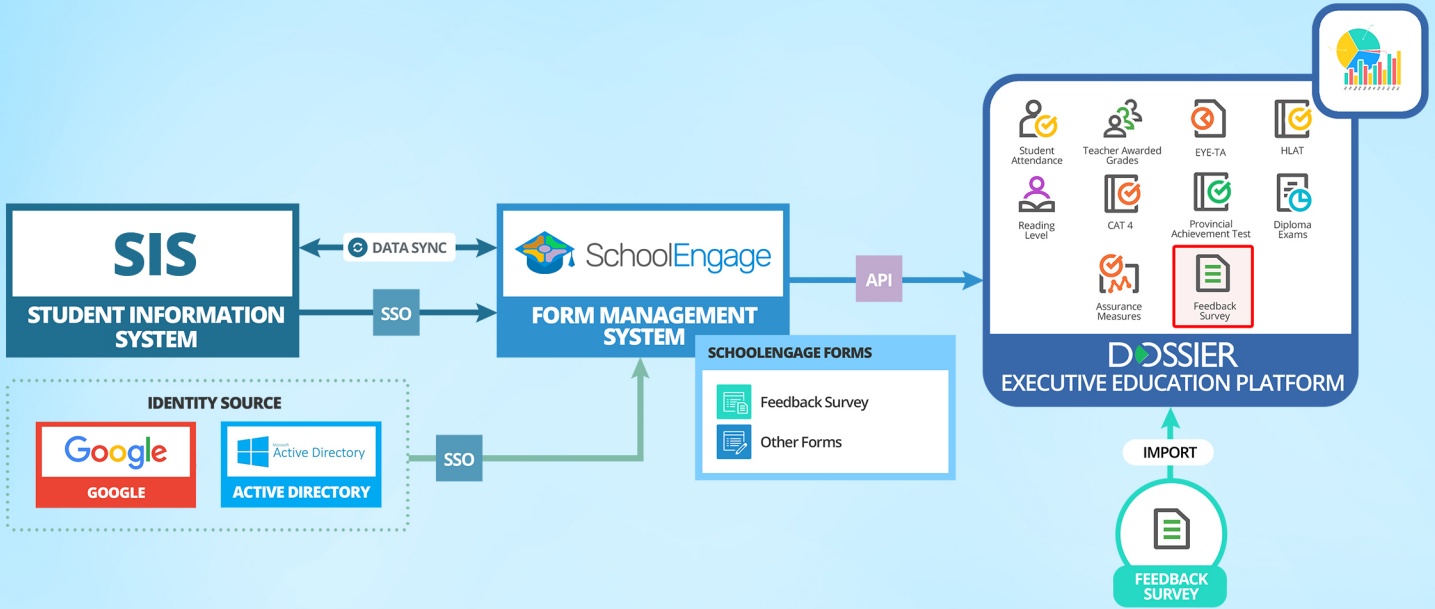 SIS
STUDENT INFORMATION
SYSTEM
DATA SYNC
SSO
SchoolEngage
FORM MANAGEMENT
SYSTEM
SCHOOLENGAGE FORMS
Feedback Survey
Other Forms
IDENTITY SOURCE
Google
GOOGLE
Microsoft
Active Directory
ACTIVE DIRECTORY
SSO
API
Student
Attendance
Teacher Awarded
Grades
EYE-TA
HLAT
Reading
Level
CAT 4
Provincial
Achievement Test
Diploma
Exams
Assurance
Measures
Feedback
Survey
DOSSIER
EXECUTIVE EDUCATION PLATFORM
IMPORT
FEEDBACK
SURVEY